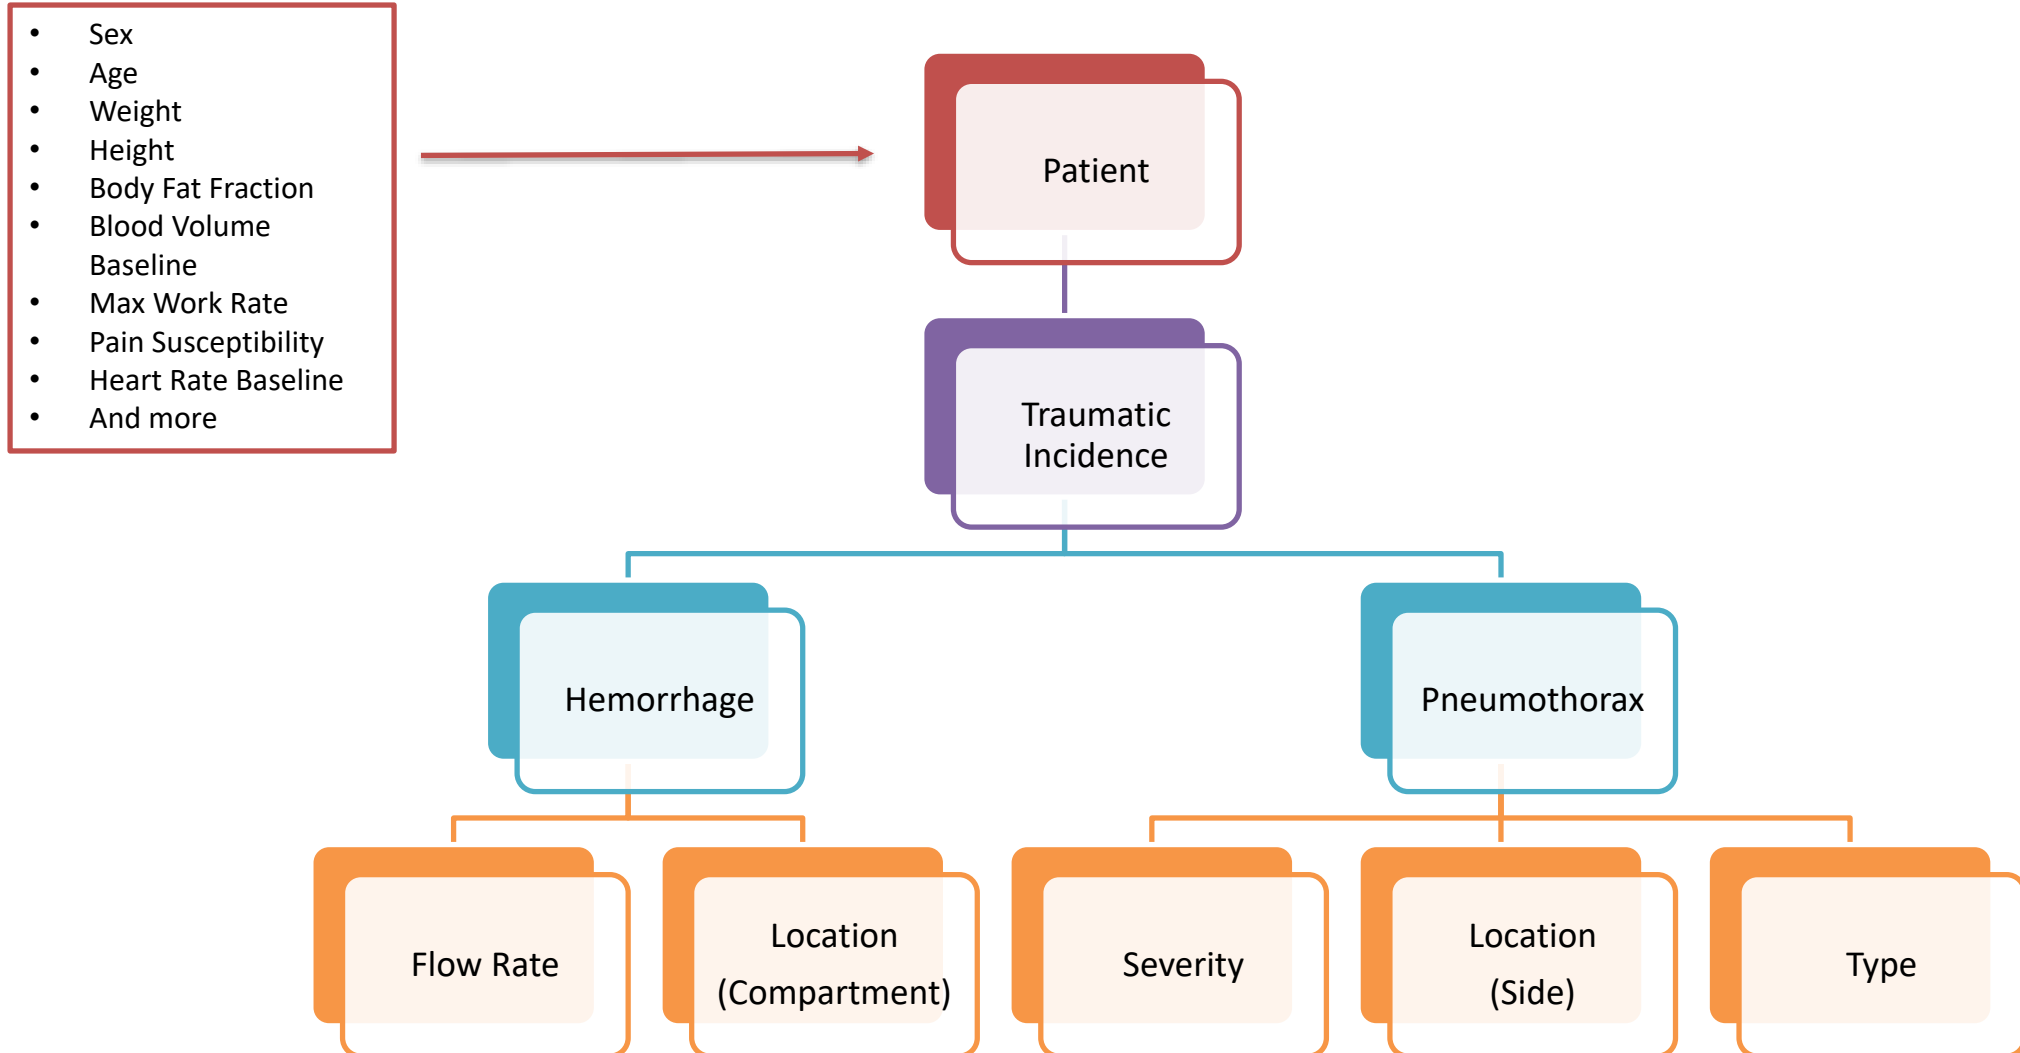 • Sex
• Age
• Weight
• Height
• Body Fat Fraction
• Blood Volume
Baseline
• Max Work Rate
• Pain Susceptibility
• Heart Rate Baseline
• And more
Patient
Traumatic
Incidence
Hemorrhage
Pneumothorax
Flow Rate
Location
(Compartment)
Severity
Location
(Side)
Type